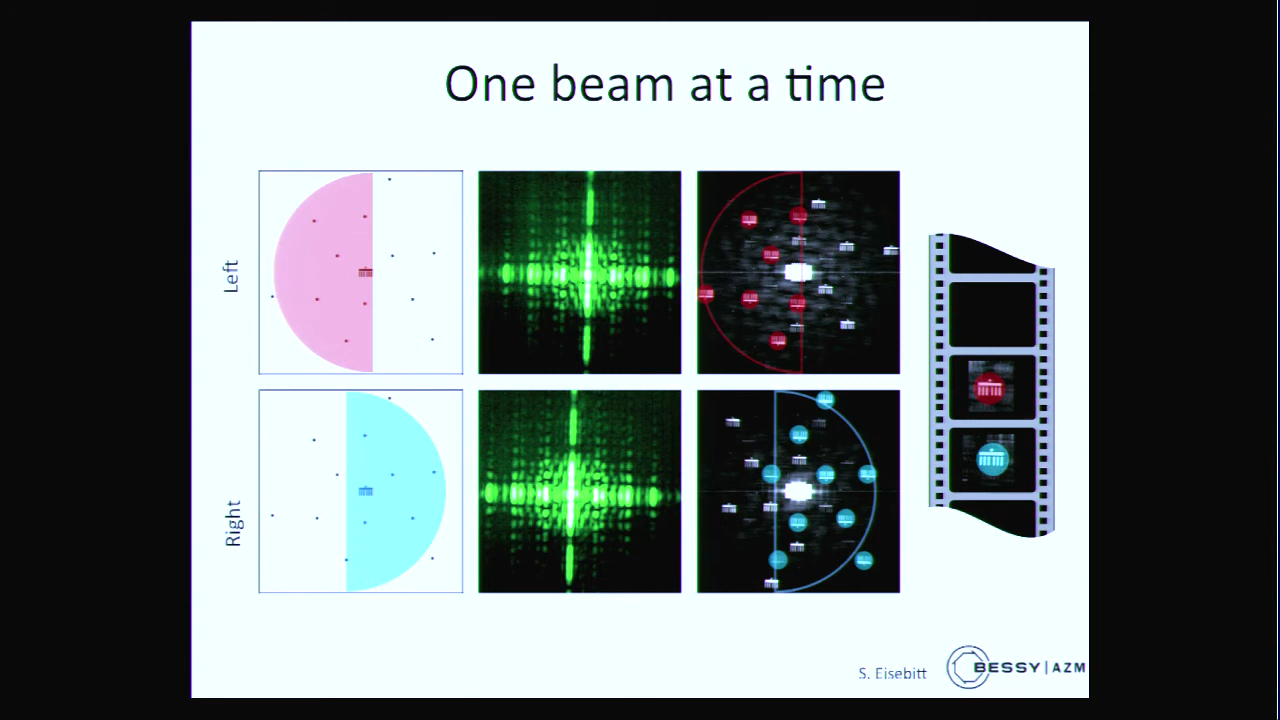 One beam at a time
Left
Right
S. Eisebitt
BESSY|AZM